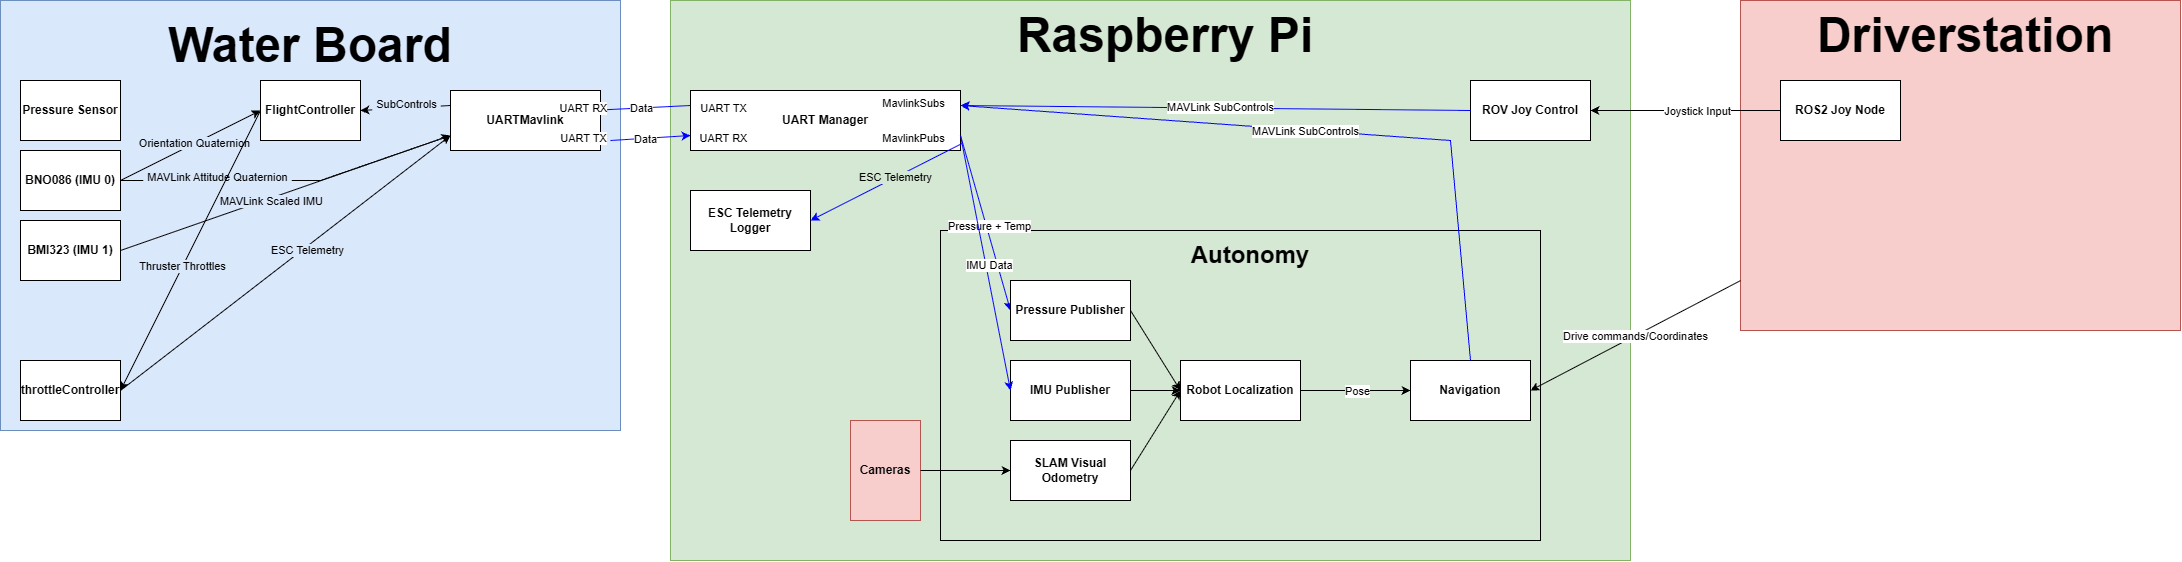 Water Board
Raspberry Pi
Driverstation
Pressure Sensor
FlightController
SubControls
UARTMavlink
UART RX
UART TX
Data
Data
UART TX
UART RX
UART Manager
MavlinkSubs
MavlinkPubs
MAVLink SubControls
MAVLink SubControls
ROV Joy Control
Joystick Input
ROS2 Joy Node
Orientation Quaternion
BNO086 (IMU 0)
MAVLink Attitude Quaternion
MAVLink Scaled IMU
BMI323 (IMU 1)
ESC Telemetry
Thruster Throttles
throttleController
ESC Telemetry
ESC Telemetry
Logger
Pressure + Temp
IMU Data
Autonomy
Pressure Publisher
IMU Publisher
Robot Localization
Pose
Navigation
Drive commands/Coordinates
Cameras
SLAM Visual
Odometry